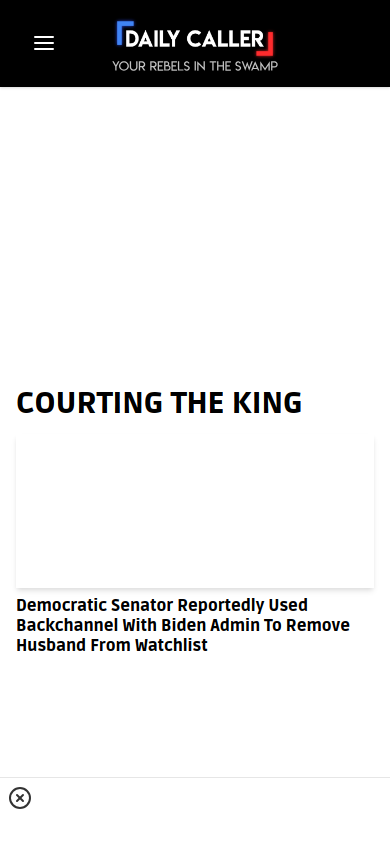 DAILY CALLER
YOUR REBELS IN THE SWAMP
COURTING THE KING
Democratic Senator Reportedly Used
Backchannel With Biden Admin To Remove
Husband From Watchlist